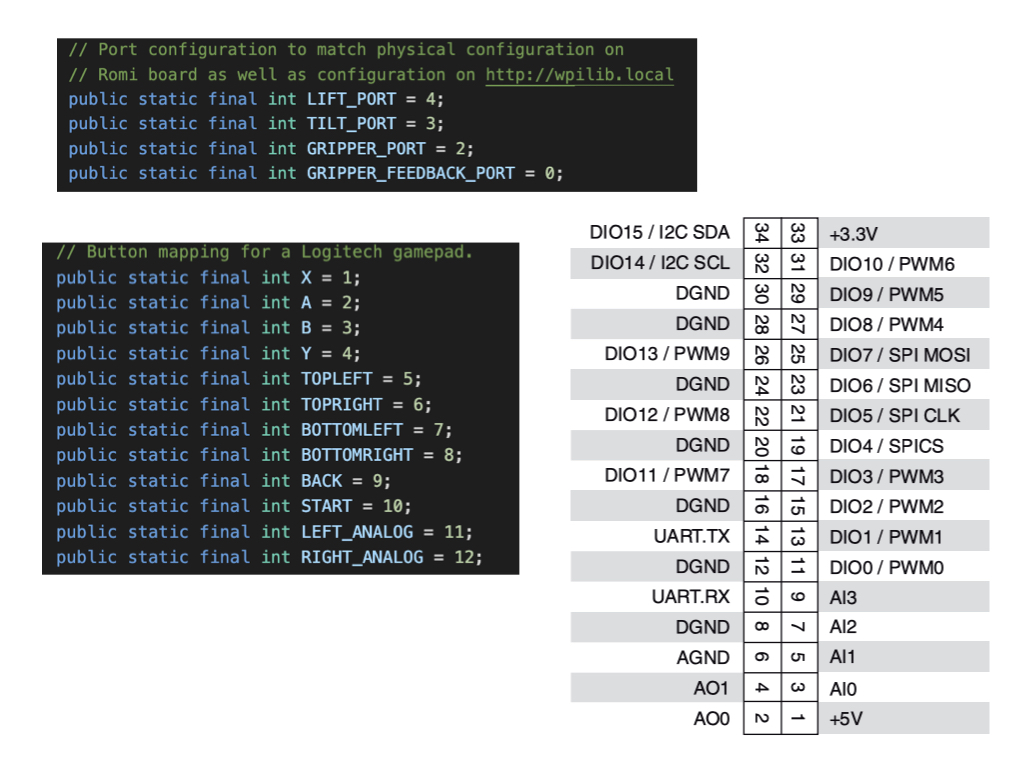 // Port configuration to match physical configuration on
// Romi board as well as configuration on http://wpilib.local
public static final int LIFT_PORT = 4;
public static final int TILT_PORT = 3;
public static final int GRIPPER_PORT = 2;
public static final int GRIPPER_FEEDBACK_PORT = 0;
// Button mapping for a Logitech gamepad.
public static final int X = 1;
public static final int A = 2;
public static final int B = 3;
public static final int Y = 4;
public static final int TOPLEFT = 5;
public static final int TOPRIGHT = 6;
public static final int BOTTOMLEFT = 7;
public static final int BOTTOMRIGHT = 8;
public static final int BACK = 9;
public static final int START = 10;
public static final int LEFT_ANALOG = 11;
public static final int RIGHT_ANALOG = 12;
DIO15 / I2C SDA 34 33 +3.3V
DIO14 / I2C SCL 32 31 DIO10 / PWM6
DGND 30 29 DIO9 / PWM5
DGND 28 27 DIO8 / PWM4
DIO13 / PWM9 26 25 DIO7 / SPI MOSI
DGND 24 23 DIO6 / SPI MISO
DIO12 / PWM8 22 21 DIO5 / SPI CLK
DGND 20 19 DIO4 / SPICS
DIO11 / PWM7 18 17 DIO3 / PWM3
DGND 16 15 DIO2 / PWM2
UART.TX 14 13 DIO1 / PWM1
DGND 12 11 DIO0 / PWM0
UART.RX 10 9 AI3
DGND 8 7 AI2
AGND 6 5 AI1
AO1 4 3 AI0
AO0 2 1 +5V